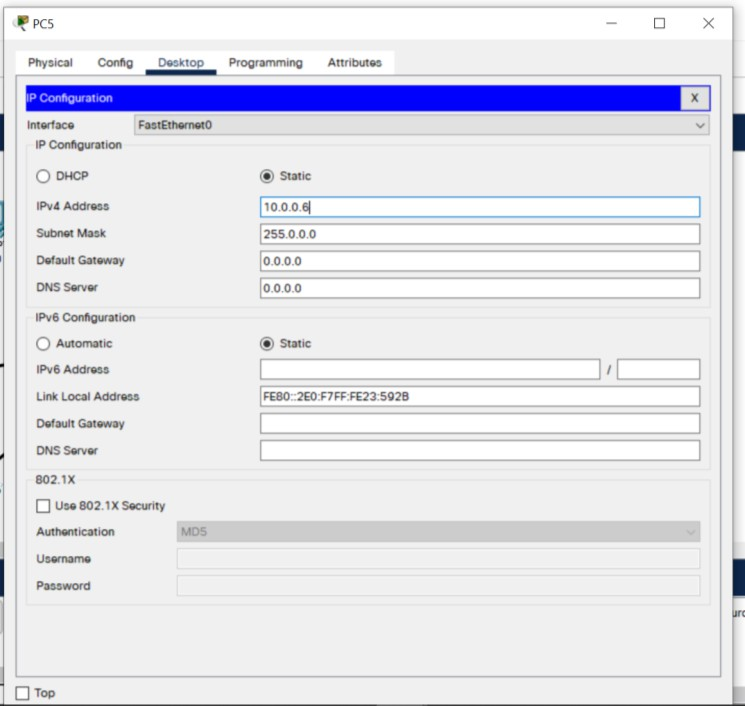 PC5
Physical Config Desktop Programming Attributes
IP Configuration X
Interface FastEthernet0
IP Configuration
DHCP Static
IPv4 Address 10.0.0.6
Subnet Mask 255.0.0.0
Default Gateway 0.0.0.0
DNS Server 0.0.0.0
IPv6 Configuration
Automatic Static
IPv6 Address /
Link Local Address FE80::2E0:F7FF:FE23:592B
Default Gateway
DNS Server
802.1X
Use 802.1X Security
Authentication MD5
Username
Password
Top